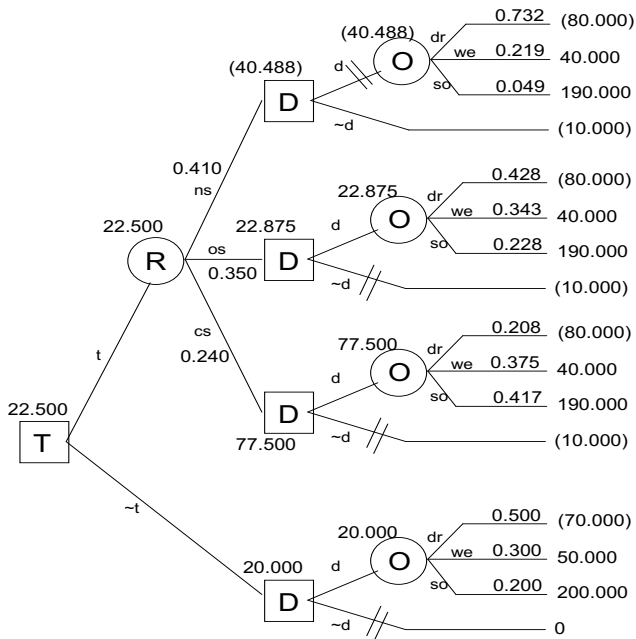 (40.488) dr 0.732 (80.000)
(40.488) d O we 0.219 40.000
so 0.049 190.000
D
~d (10.000)
0.410
ns
0.428 (80.000)
22.875 dr
22.500 22.875 d O we 0.343 40.000
so 0.228 190.000
R os D
0.350 ~d (10.000)
cs
0.240
0.208 (80.000)
77.500 dr
t d O we 0.375 40.000
so 0.417 190.000
22.500 D
T 77.500 ~d (10.000)
~t
0.500 (70.000)
20.000 dr
20.000 d O we 0.300 50.000
so 0.200 200.000
D
~d 0